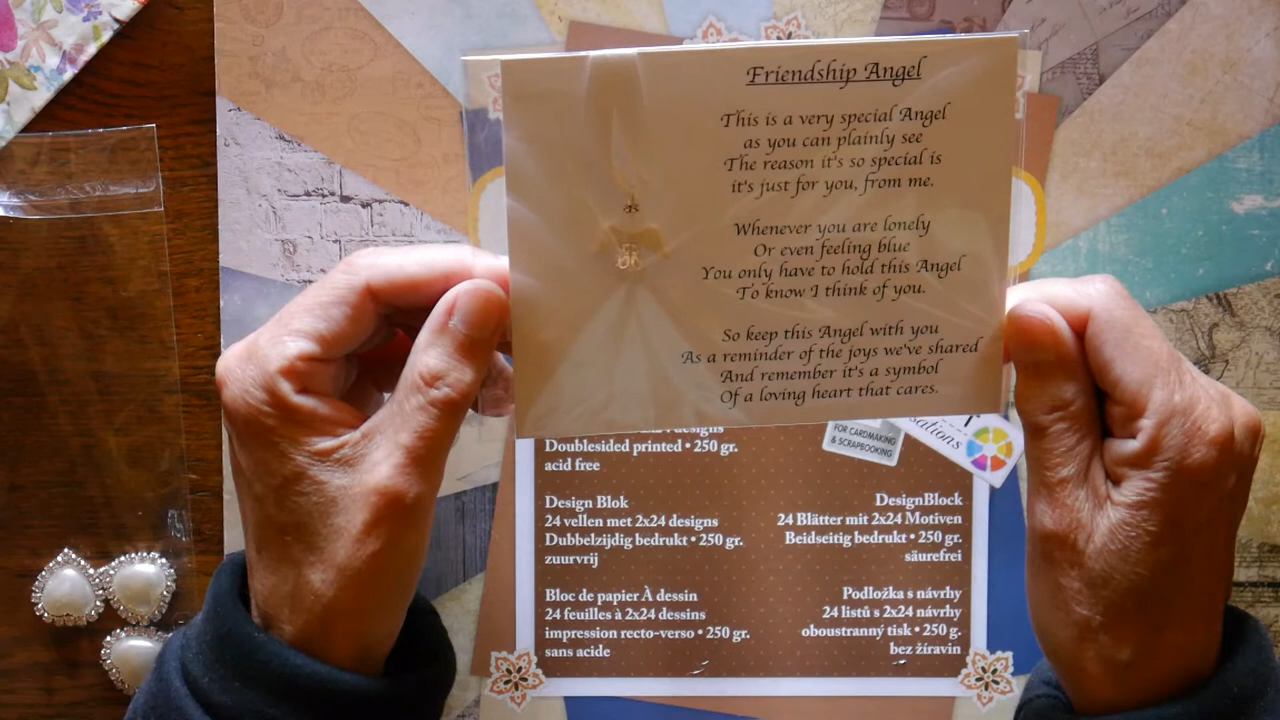 Friendship Angel
This is a very special Angel
as you can plainly see
The reason it's so special is
it's just for you, from me.
Whenever you are lonely
Or even feeling blue
You only have to hold this Angel
To know I think of you.
So keep this Angel with you
As a reminder of the joys we've shared
And remember it's a symbol
Of a loving heart that cares.
designs
Doublesided printed • 250 gr.
acid free
FOR CARDMAKING
& SCRAPBOOKING
Design Blok
24 vellen met 2x24 designs
Dubbelzijdig bedrukt • 250 gr.
zuurvrij
DesignBlock
24 Blätter mit 2x24 Motiven
Beidseitig bedrukt • 250 gr.
säurefrei
Bloc de papier À dessin
24 feuilles à 2x24 dessins
impression recto-verso • 250 gr.
sans acide
Podložka s návrhy
24 listů s 2x24 návrhy
oboustranný tisk • 250 g.
bez žíravin